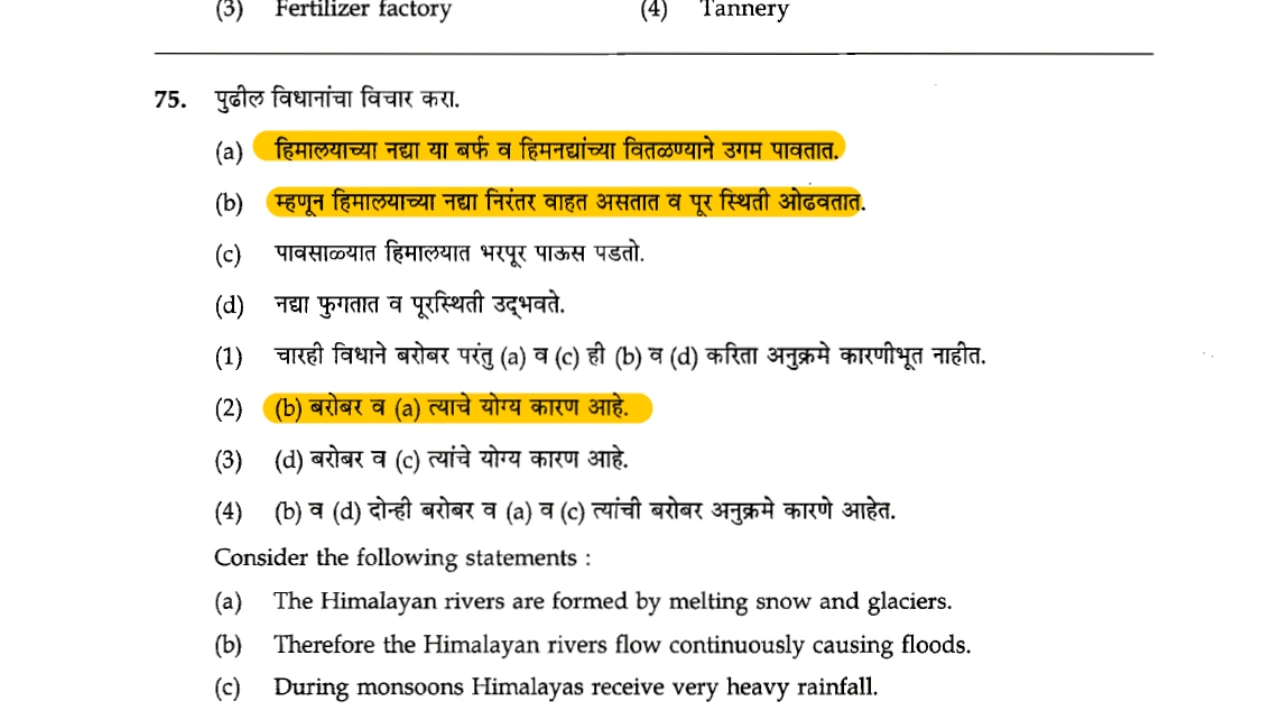 (3) Fertilizer factory (4) Tannery
75. पुढील विधानांचा विचार करा.
(a) हिमालयाच्या नद्या या बर्फ व हिमनद्यांच्या वितळण्याने उगम पावतात.
(b) म्हणून हिमालयाच्या नद्या निरंतर वाहत असतात व पूर स्थिती ओढवतात.
(c) पावसाळ्यात हिमालयात भरपूर पाऊस पडतो.
(d) नद्या फुगतात व पूरस्थिती उद्‌भवते.
(1) चारही विधाने बरोबर परंतु (a) व (c) ही (b) व (d) करिता अनुक्रमे कारणीभूत नाहीत.
(2) (b) बरोबर व (a) त्याचे योग्य कारण आहे.
(3) (d) बरोबर व (c) त्यांचे योग्य कारण आहे.
(4) (b) व (d) दोन्ही बरोबर व (a) व (c) त्यांची बरोबर अनुक्रमे कारणे आहेत.
Consider the following statements :
(a) The Himalayan rivers are formed by melting snow and glaciers.
(b) Therefore the Himalayan rivers flow continuously causing floods.
(c) During monsoons Himalayas receive very heavy rainfall.